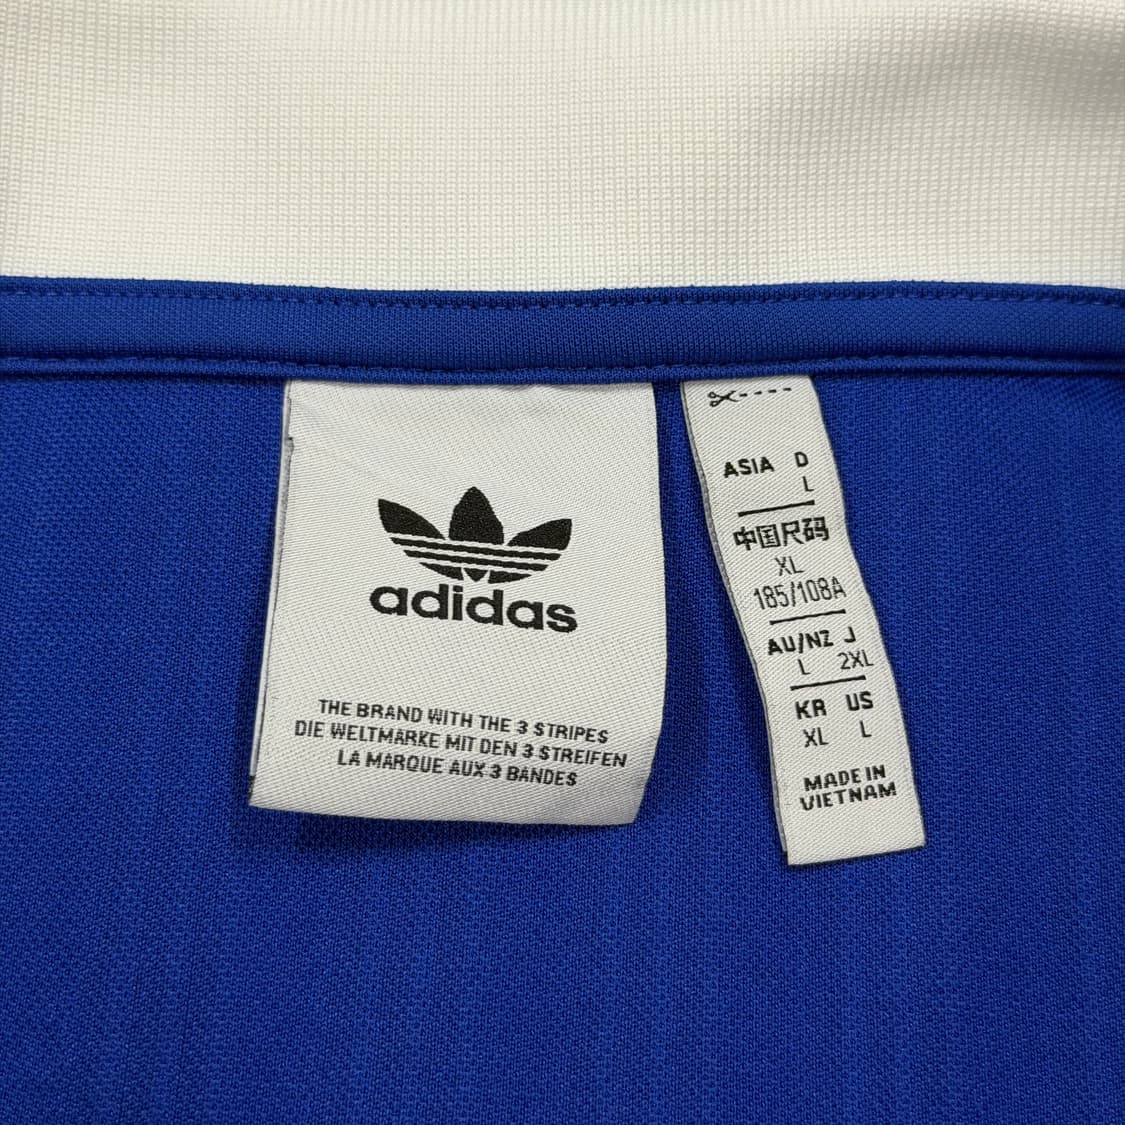 adidas
THE BRAND WITH THE 3 STRIPES
DIE WELTMARKE MIT DEN 3 STREIFEN
LA MARQUE AUX 3 BANDES
ASIA D
L
中国尺码
XL
185/108A
AU/NZ J
L 2XL
KR US
XL L
MADE IN
VIETNAM